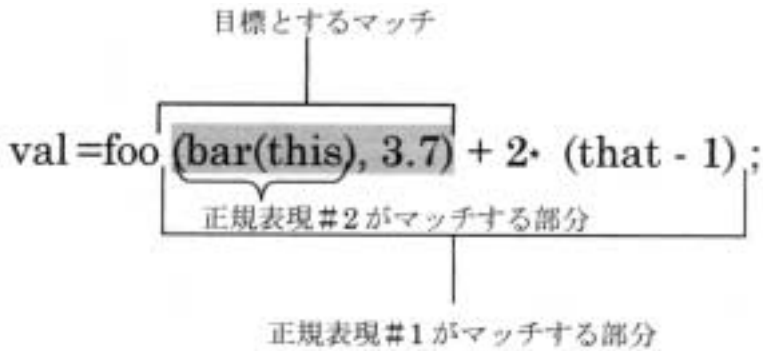 目標とするマッチ
val=foo (bar(this), 3.7) + 2· (that - 1) ;
正規表現#2がマッチする部分
正規表現#1がマッチする部分